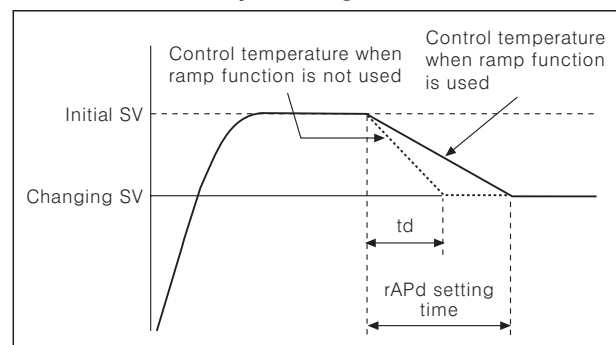 Control temperature when
ramp function is not used
Control temperature
when ramp function
is used
Initial SV
Changing SV
td
rAPd setting
time